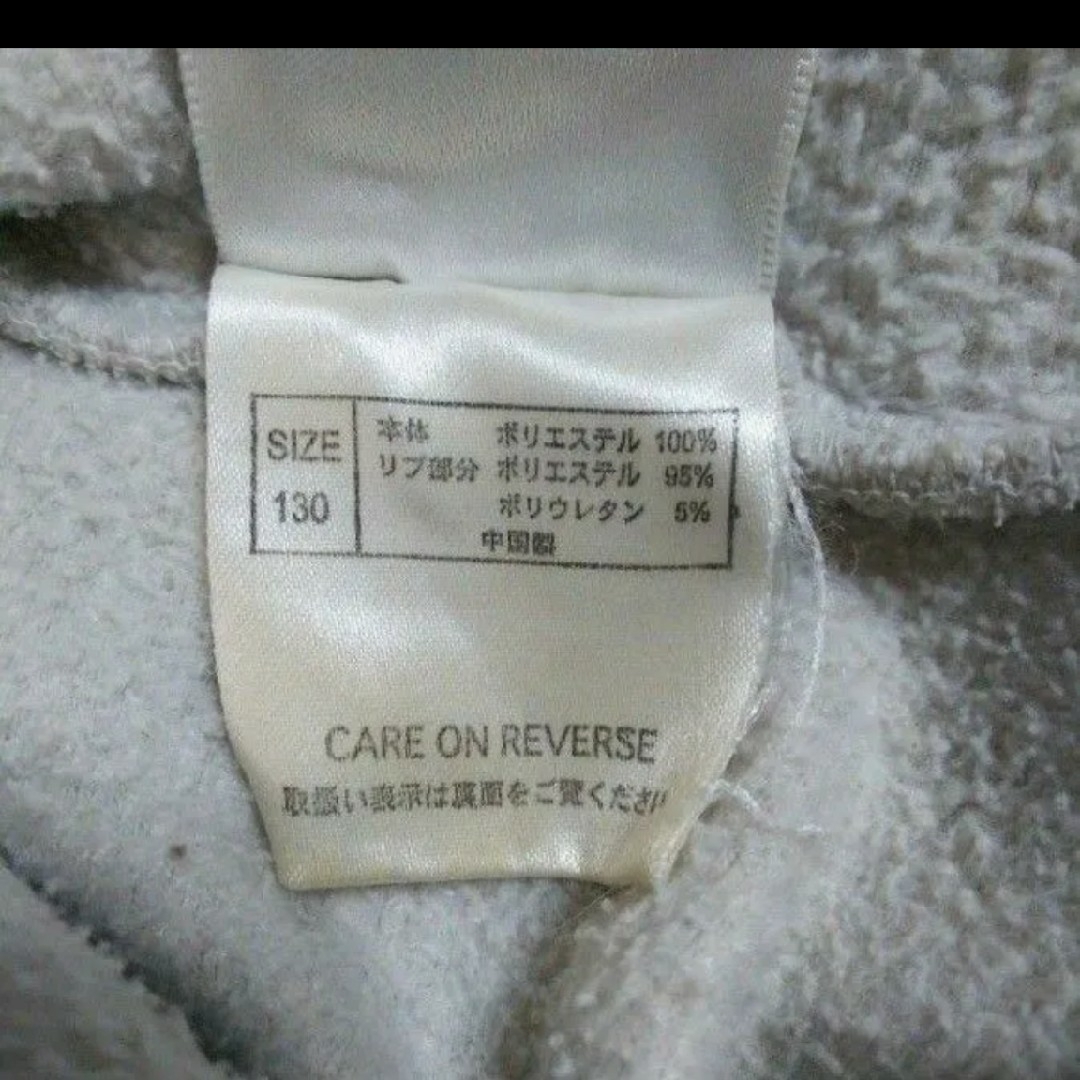 SIZE
130
本体 ポリエステル 100%
リブ部分 ポリエステル 95%
ポリウレタン 5%
中国製
CARE ON REVERSE
取扱い表示は裏面をご覧ください